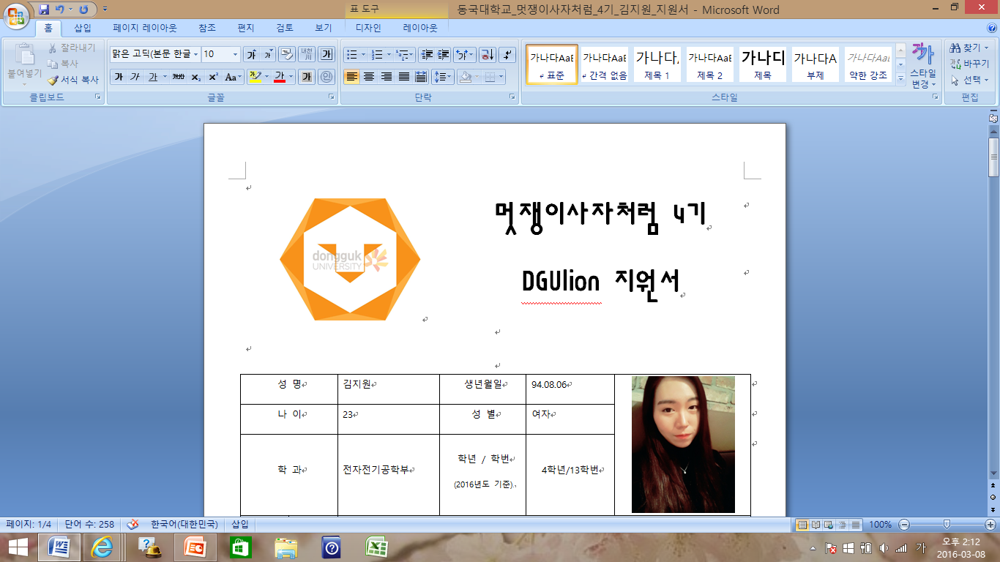 동국대학교_멋쟁이사자처럼_4기_김지원_지원서 - Microsoft Word
표 도구
홈 삽입 페이지 레이아웃 참조 편지 검토 보기 디자인 레이아웃
붙여넣기
잘라내기
복사
서식 복사
클립보드
맑은 고딕(본문 한글 10
글꼴
단락
가나다AaE 가나다AaE 가나다 가나다AaE 가나디 가나다A 가나다AaE
표준 간격 없음 제목 1 제목 2 제목 부제 약한 강조
스타일
스타일
변경
찾기
바꾸기
선택
편집
멋쟁이사자처럼 4기
DGUlion 지원서
dongguk
UNIVERSITY
성 명 김지원 생년월일 94.08.06
나 이 23 성 별 여자
학 과 전자전기공학부 학년 / 학번 4학년/13학번
(2016년도 기준)
페이지: 1/4 단어 수: 258 한국어(대한민국) 삽입 100%
가 오후 2:12
2016-03-08